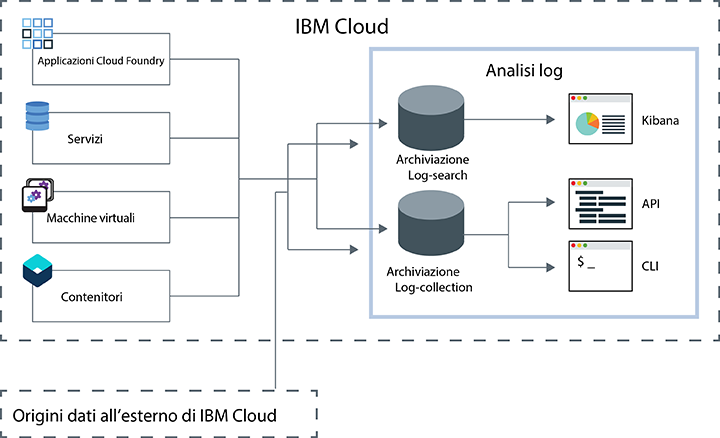 IBM Cloud
Applicazioni Cloud Foundry
Servizi
Macchine virtuali
Contenitori
Analisi log
Archiviazione
Log-search
Kibana
Archiviazione
Log-collection
API
$ _
CLI
Origini dati all'esterno di IBM Cloud